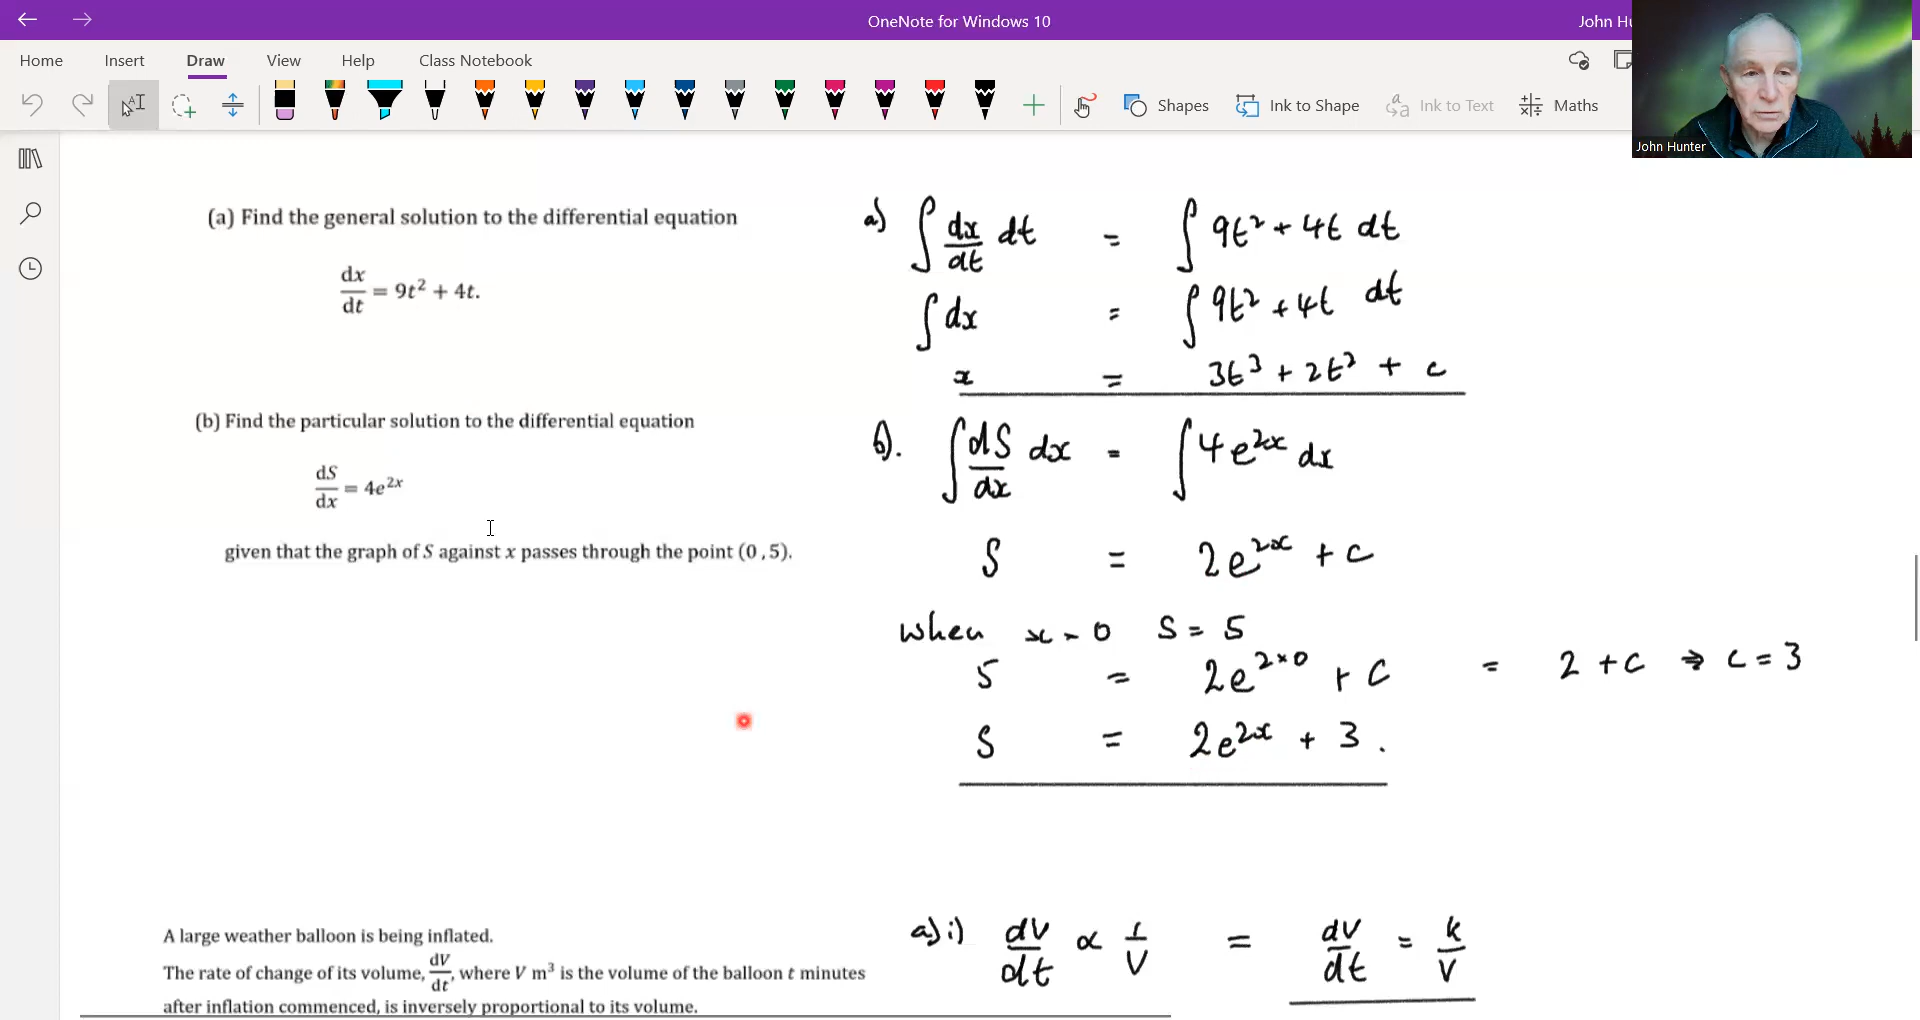 OneNote for Windows 10
John Hu
Home Insert Draw View Help Class Notebook
Shapes Ink to Shape Ink to Text Maths
John Hunter
(a) Find the general solution to the differential equation
dx/dt = 9t² + 4t.
(b) Find the particular solution to the differential equation
dS/dx = 4e^{2x}
given that the graph of S against x passes through the point (0 , 5).
a) ∫ dx/dt dt = ∫ 9t² + 4t dt
∫ dx = ∫ 9t² + 4t dt
x = 3t³ + 2t² + c
b). ∫ dS/dx dx = ∫ 4e^{2x} dx
S = 2e^{2x} + c
When x = 0 S = 5
5 = 2e^{2×0} + C = 2 + c ⇒ c = 3
S = 2e^{2x} + 3 .
A large weather balloon is being inflated.
The rate of change of its volume, dV/dt, where V m³ is the volume of the balloon t minutes
after inflation commenced, is inversely proportional to its volume.
a) i) dV/dt ∝ 1/V = dV/dt = k/V